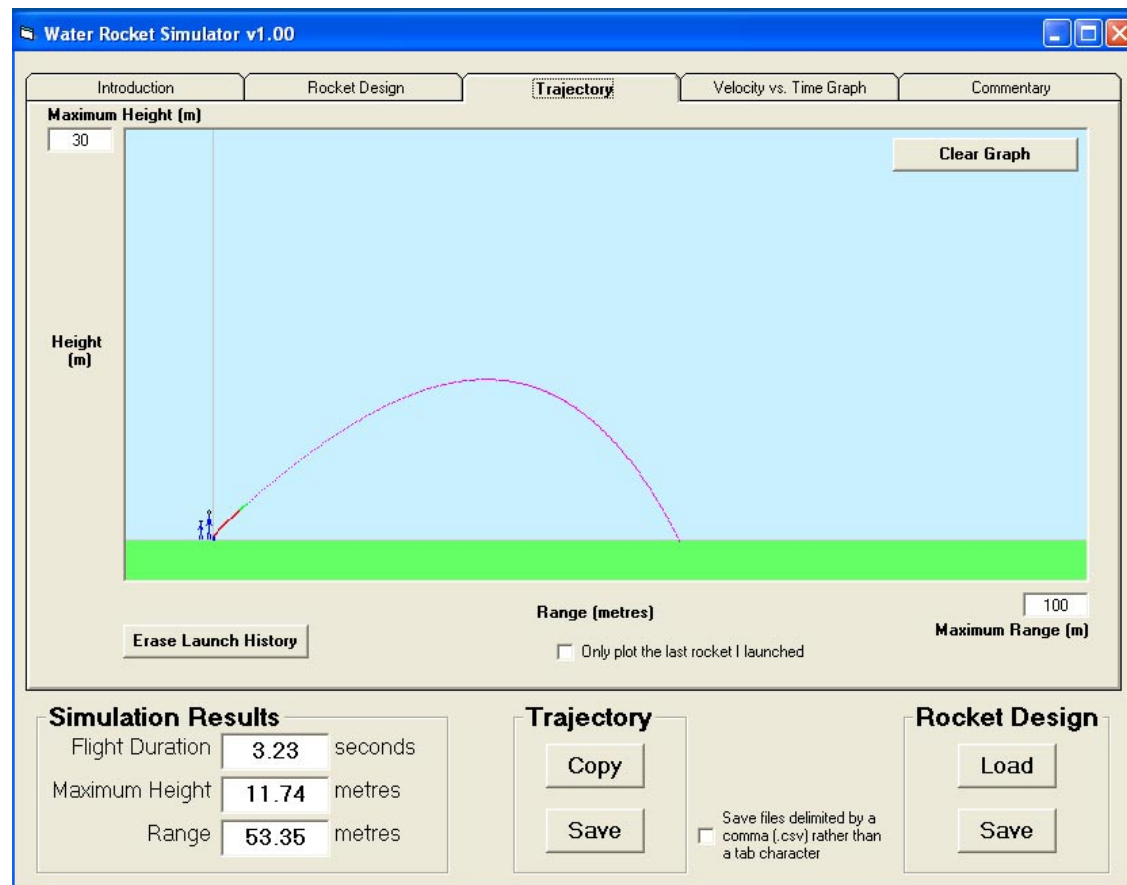 Water Rocket Simulator v1.00
Introduction
Rocket Design
Trajectory
Velocity vs. Time Graph
Commentary
Maximum Height (m)
30
Clear Graph
Height
(m)
Range (metres)
100
Maximum Range (m)
Erase Launch History
Only plot the last rocket I launched
Simulation Results
Flight Duration 3.23 seconds
Maximum Height 11.74 metres
Range 53.35 metres
Trajectory
Copy
Save
Save files delimited by a
comma (.csv) rather than
a tab character
Rocket Design
Load
Save